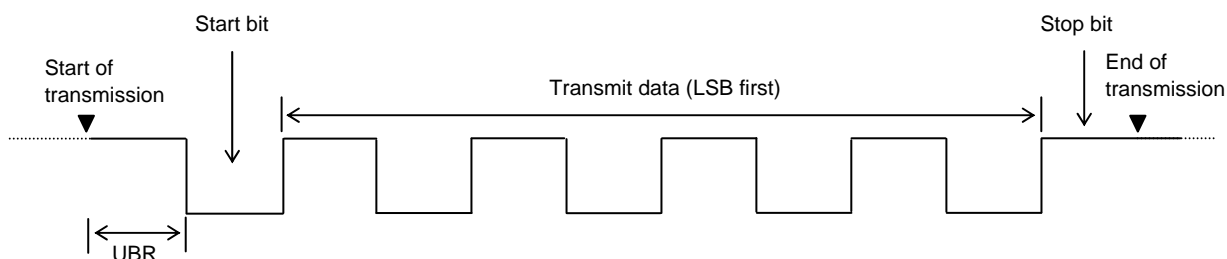 Start bit
Stop bit
Start of
transmission
Transmit data (LSB first)
End of
transmission
UBR